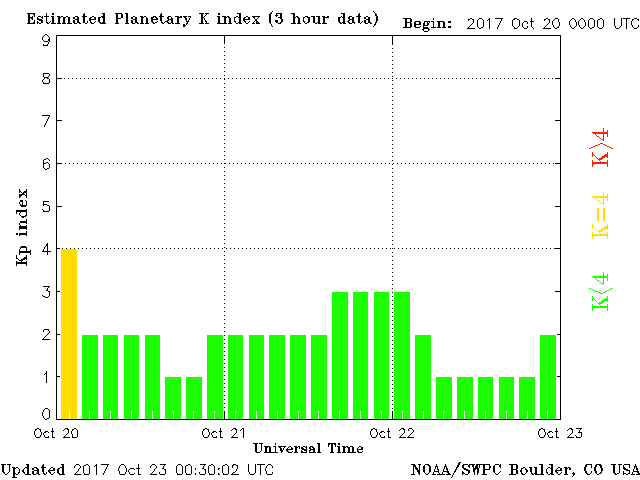 Estimated Planetary K index (3 hour data)
Begin: 2017 Oct 20 0000 UTC
9
8
7
6
5
4
3
2
1
0
Kp index
Oct 20
Oct 21
Oct 22
Oct 23
Universal Time
K>4
K=4
K<4
Updated 2017 Oct 23 00:30:02 UTC
NOAA/SWPC Boulder, CO USA